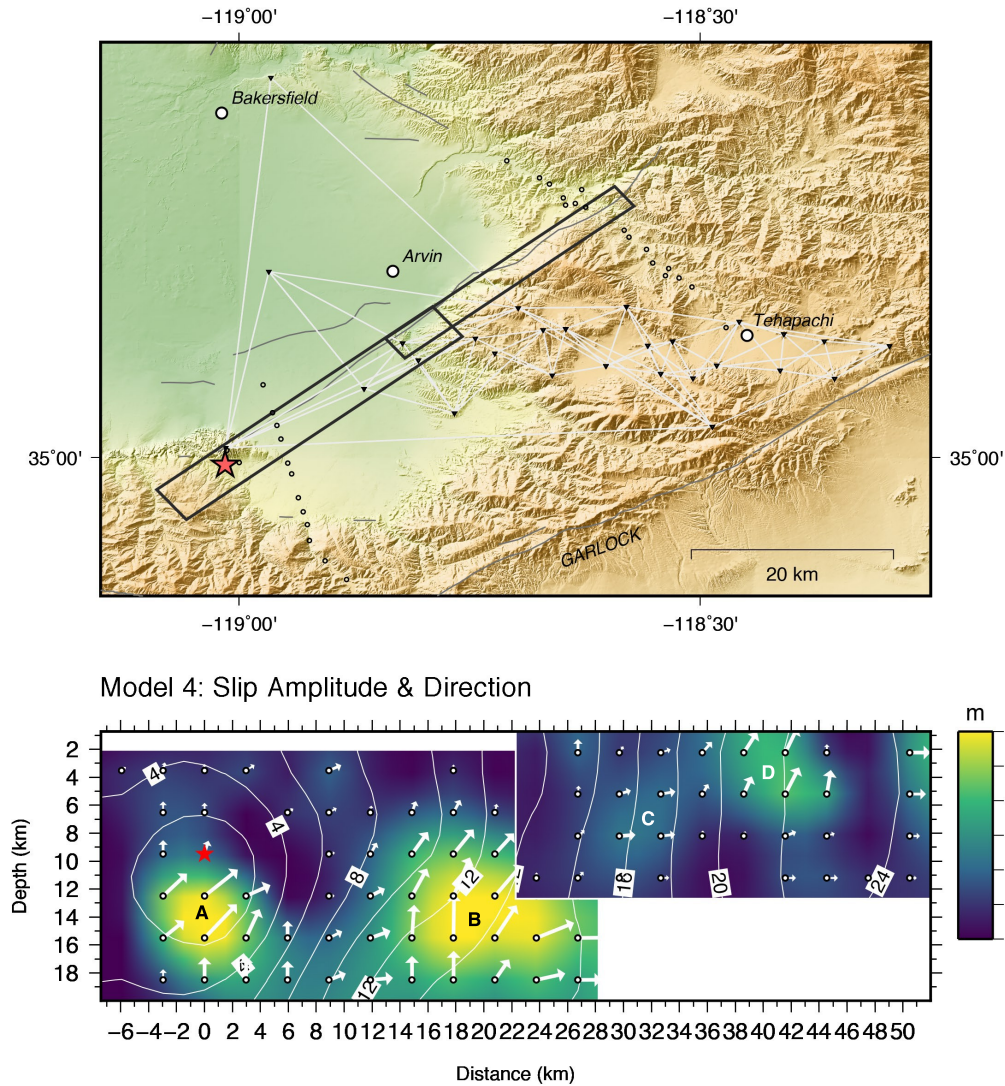 −119˚00' −118˚30'
Bakersfield
Arvin
Tehapachi
35˚00' 35˚00'
GARLOCK
20 km
−119˚00' −118˚30'
Model 4: Slip Amplitude & Direction
m
2
4
6
8
10
12
14
16
18
Depth (km)
4
4
4
8
12
12
16
20
24
A
B
C
D
−6 −4 −2 0 2 4 6 8 10 12 14 16 18 20 22 24 26 28 30 32 34 36 38 40 42 44 46 48 50
Distance (km)